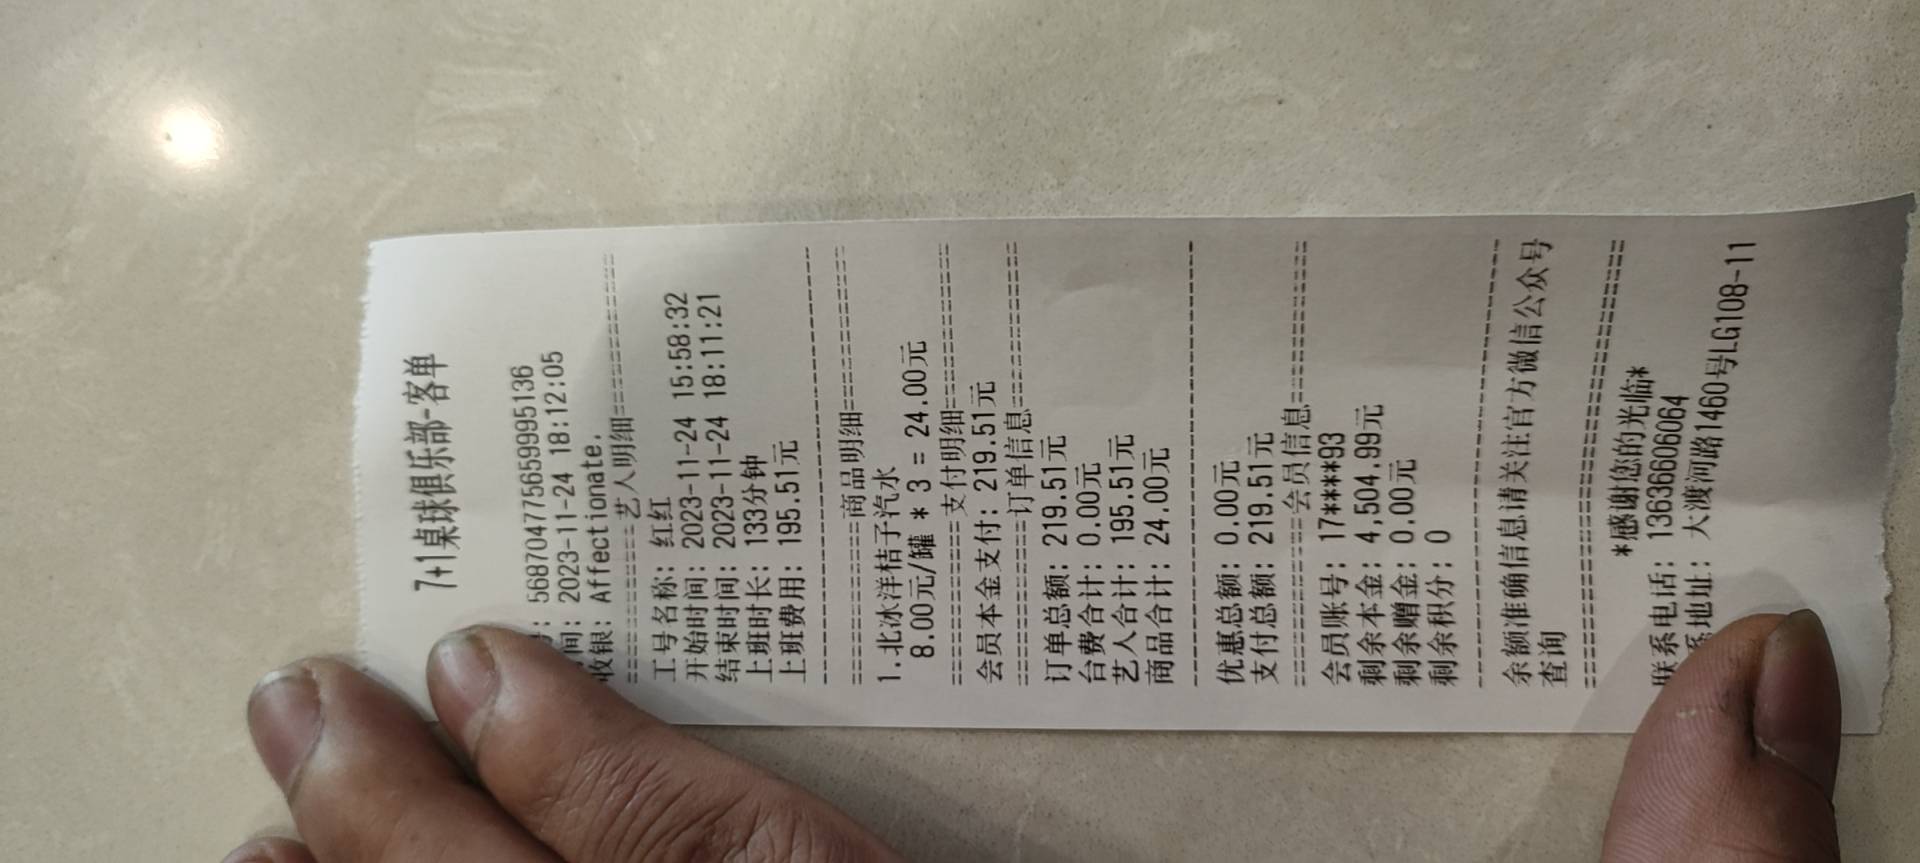 7+1桌球俱乐部-客单
号: 5687047756599995136
间: 2023-11-24 18:12:05
收银: Affectionate.
========艺人明细========
工号名称: 红红
开始时间: 2023-11-24 15:58:32
结束时间: 2023-11-24 18:11:21
上班时长: 133分钟
上班费用: 195.51元
--------------------------------
========商品明细========
1.北冰洋桔子汽水
8.00元/罐 * 3 = 24.00元
========支付明细========
会员本金支付: 219.51元
========订单信息========
订单总额: 219.51元
台费合计: 0.00元
艺人合计: 195.51元
商品合计: 24.00元
--------------------------------
优惠总额: 0.00元
支付总额: 219.51元
========会员信息========
会员账号: 17****93
剩余本金: 4,504.99元
剩余赠金: 0.00元
剩余积分: 0
--------------------------------
余额准确信息请关注官方微信公众号
查询
================================
*感谢您的光临*
联系电话: 13636606064
系地址: 大渡河路1460号LG108-11